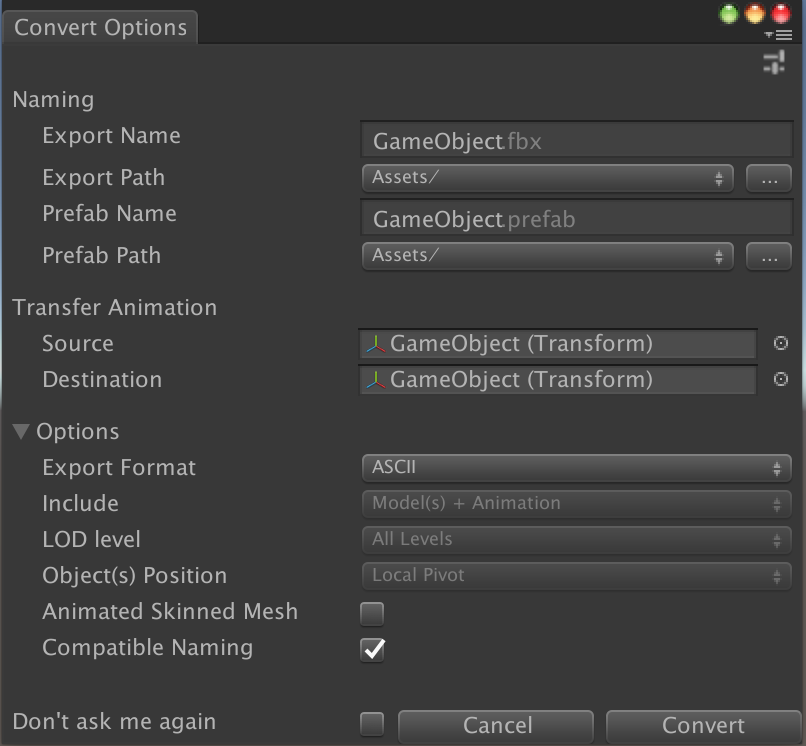 Convert Options
Naming
Export Name GameObject.fbx
Export Path Assets/ ...
Prefab Name GameObject.prefab
Prefab Path Assets/ ...
Transfer Animation
Source GameObject (Transform)
Destination GameObject (Transform)
Options
Export Format ASCII
Include Model(s) + Animation
LOD level All Levels
Object(s) Position Local Pivot
Animated Skinned Mesh
Compatible Naming
Don't ask me again Cancel Convert